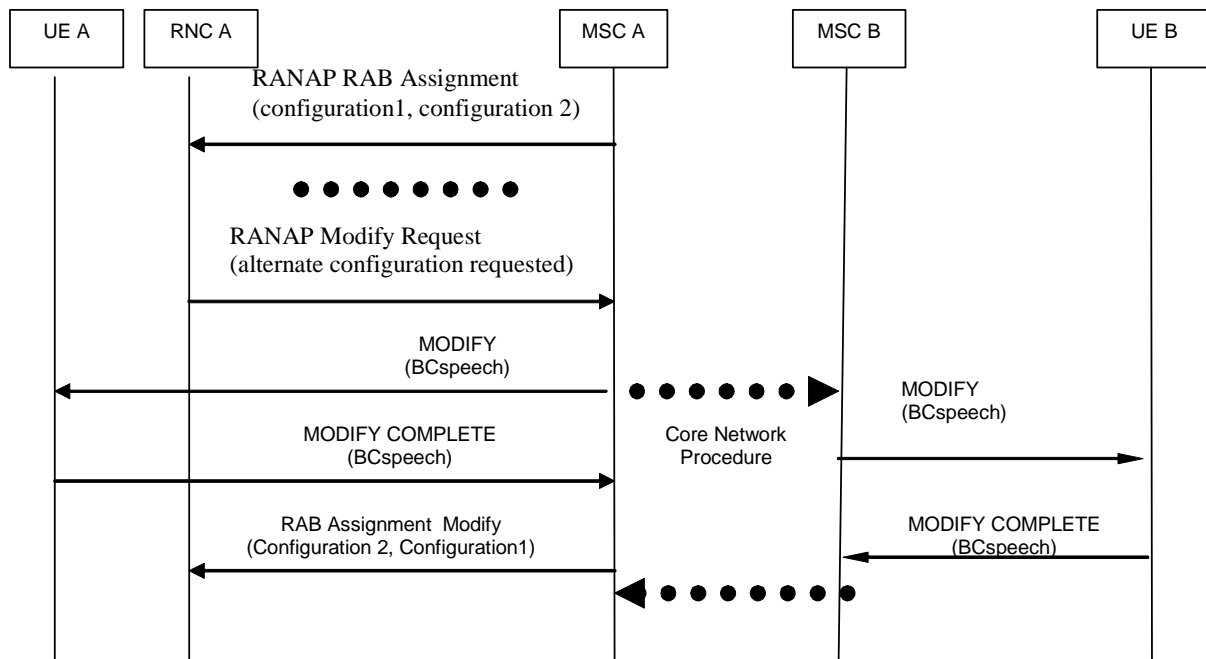 UE A
RNC A
MSC A
MSC B
UE B
RANAP RAB Assignment
(configuration1, configuration 2)
RANAP Modify Request
(alternate configuration requested)
MODIFY
(BCspeech)
MODIFY
(BCspeech)
MODIFY COMPLETE
(BCspeech)
Core Network
Procedure
RAB Assignment Modify
(Configuration 2, Configuration1)
MODIFY COMPLETE
(BCspeech)